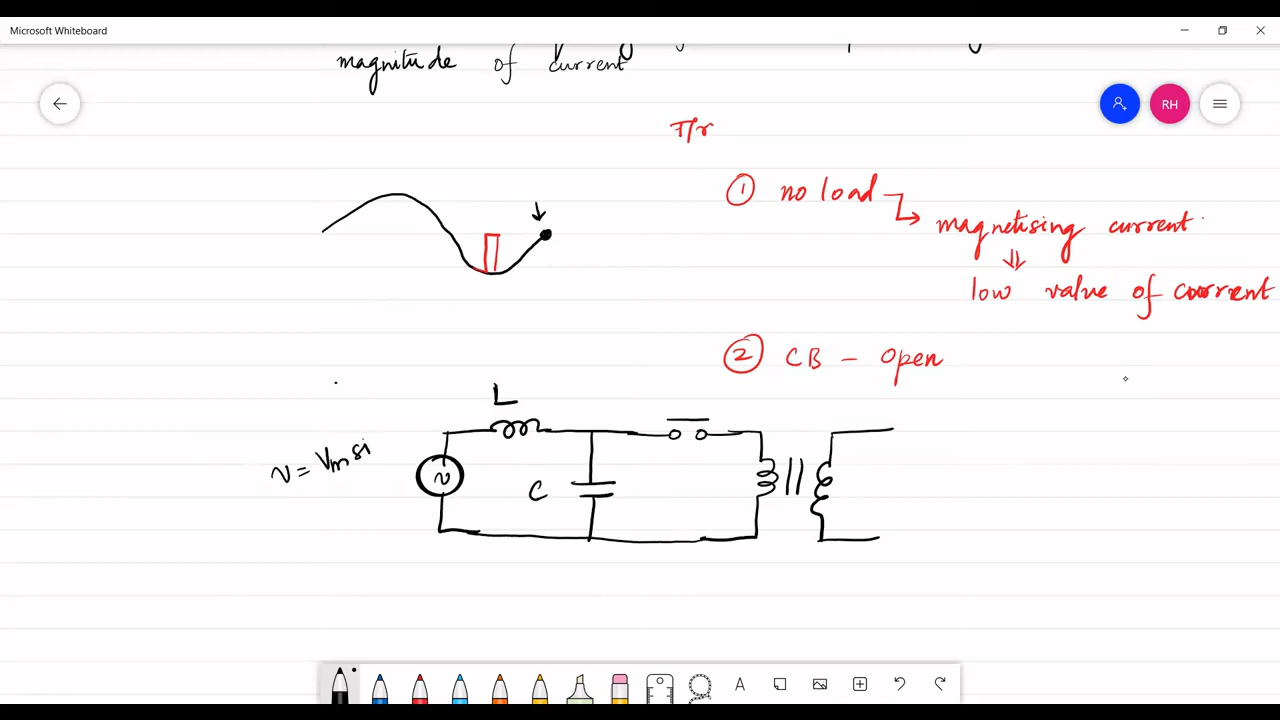 Microsoft Whiteboard
magnitude of current
RH
T/r
① no load
magnetising current
low value of current
② CB - Open
L
v = Vm si
C
A